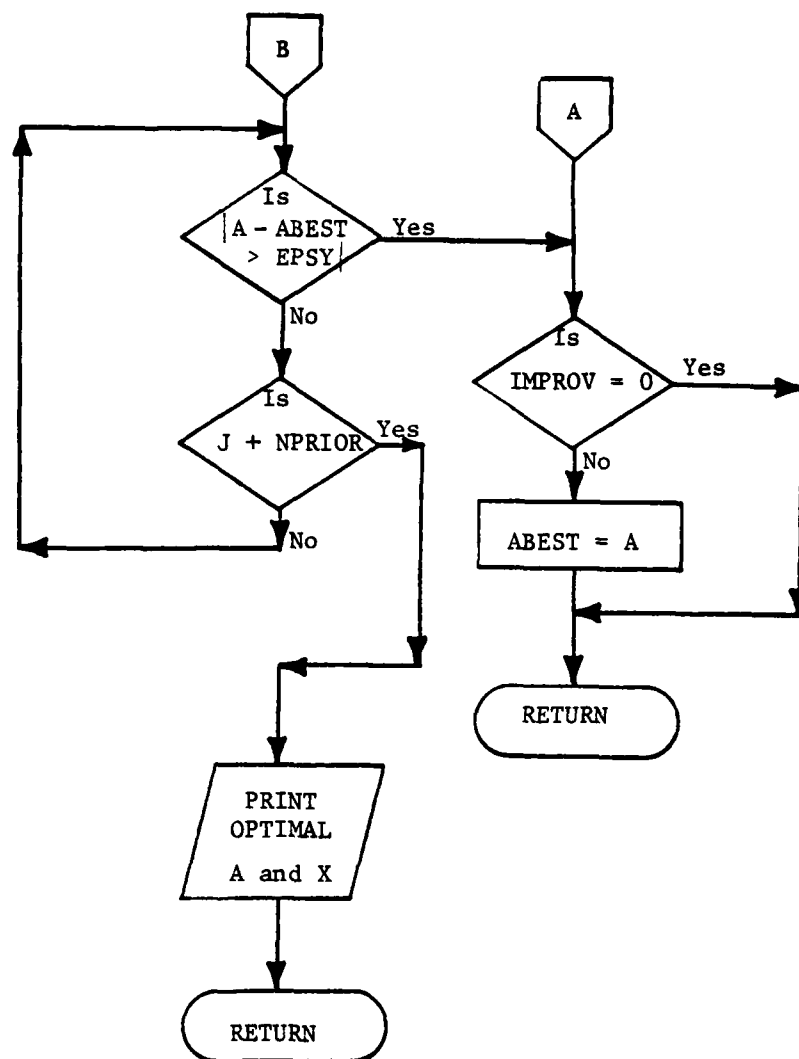 B
A
Is
|A - ABEST
> EPSY|
Yes
No
Is
IMPROV = 0
Yes
No
Is
J + NPRIOR
Yes
No
ABEST = A
RETURN
PRINT
OPTIMAL
A and X
RETURN